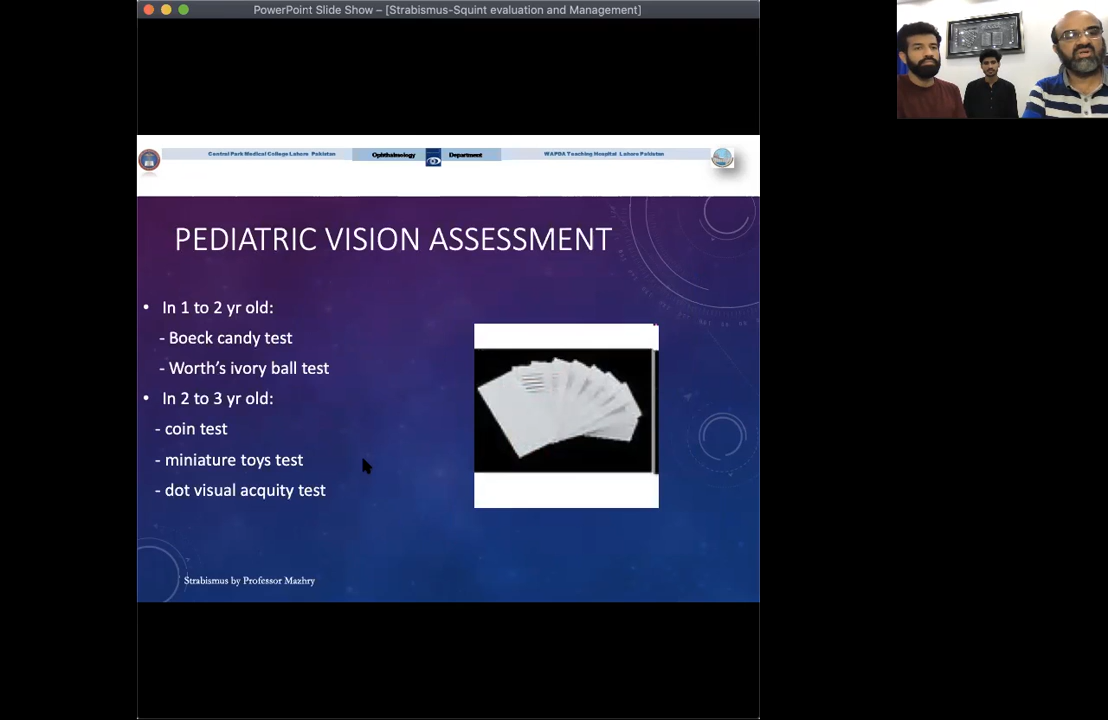 PowerPoint Slide Show – [Strabismus-Squint evaluation and Management]
Central Park Medical College Lahore Pakistan
Ophthalmology Department
WAPDA Teaching Hospital Lahore Pakistan
PEDIATRIC VISION ASSESSMENT
• In 1 to 2 yr old:
- Boeck candy test
- Worth's ivory ball test
• In 2 to 3 yr old:
- coin test
- miniature toys test
- dot visual acquity test
Strabismus by Professor Mazhry